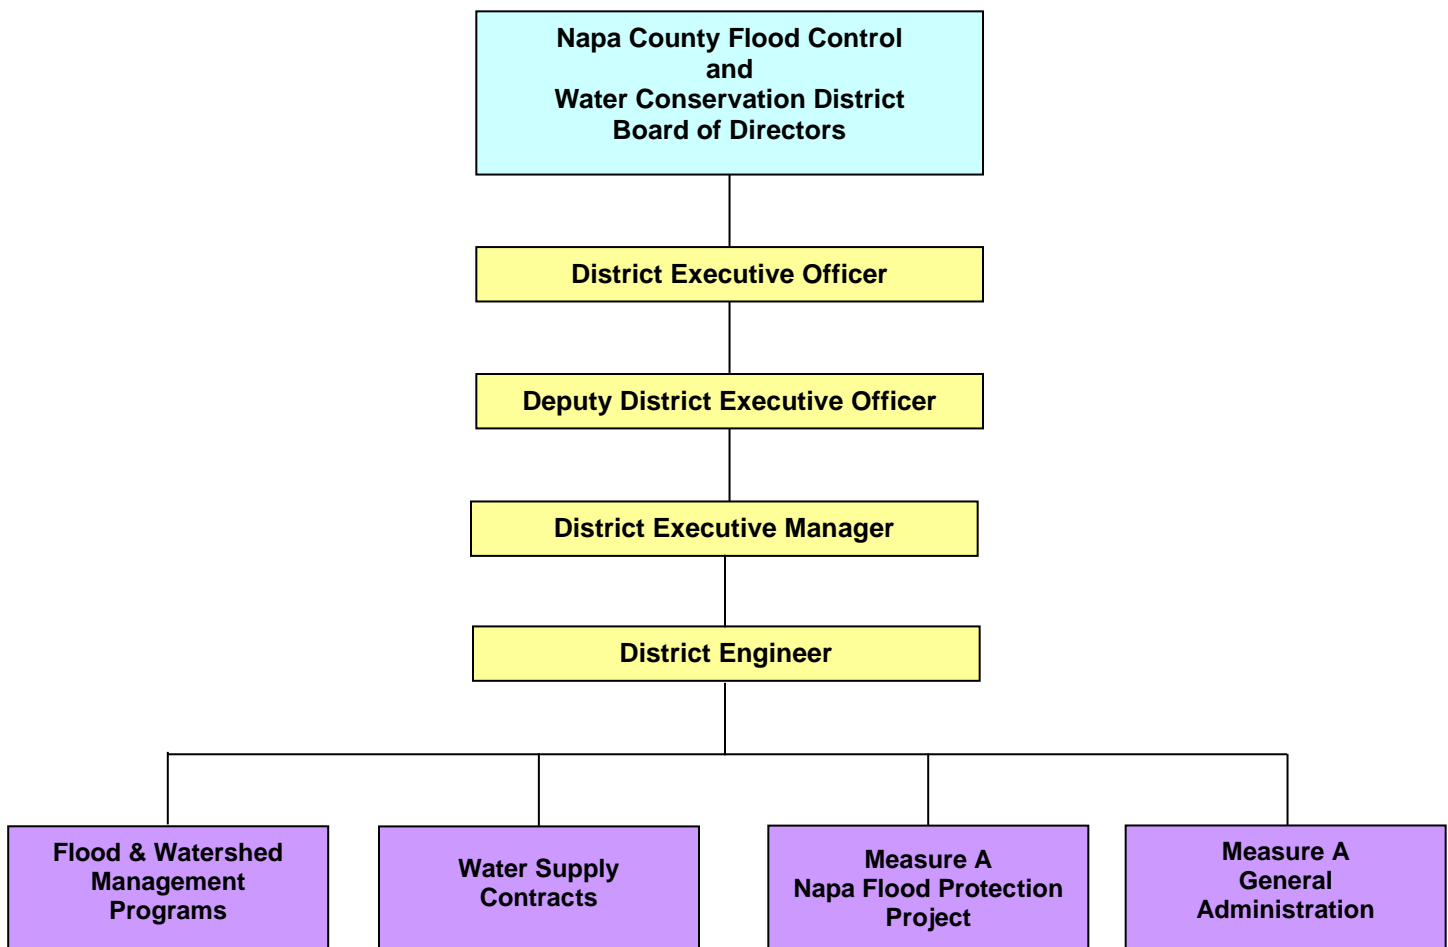 Napa County Flood Control
and
Water Conservation District
Board of Directors
District Executive Officer
Deputy District Executive Officer
District Executive Manager
District Engineer
Flood & Watershed
Management
Programs
Water Supply
Contracts
Measure A
Napa Flood Protection
Project
Measure A
General
Administration